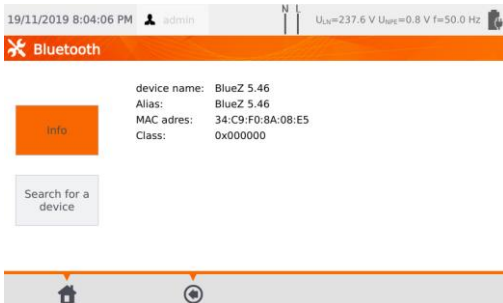 19/11/2019 8:04:06 PM admin N L U_LN=237.6 V U_NPE=0.8 V f=50.0 Hz
Bluetooth
device name: BlueZ 5.46
Alias: BlueZ 5.46
MAC adres: 34:C9:F0:8A:08:E5
Class: 0x000000
Info
Search for a
device